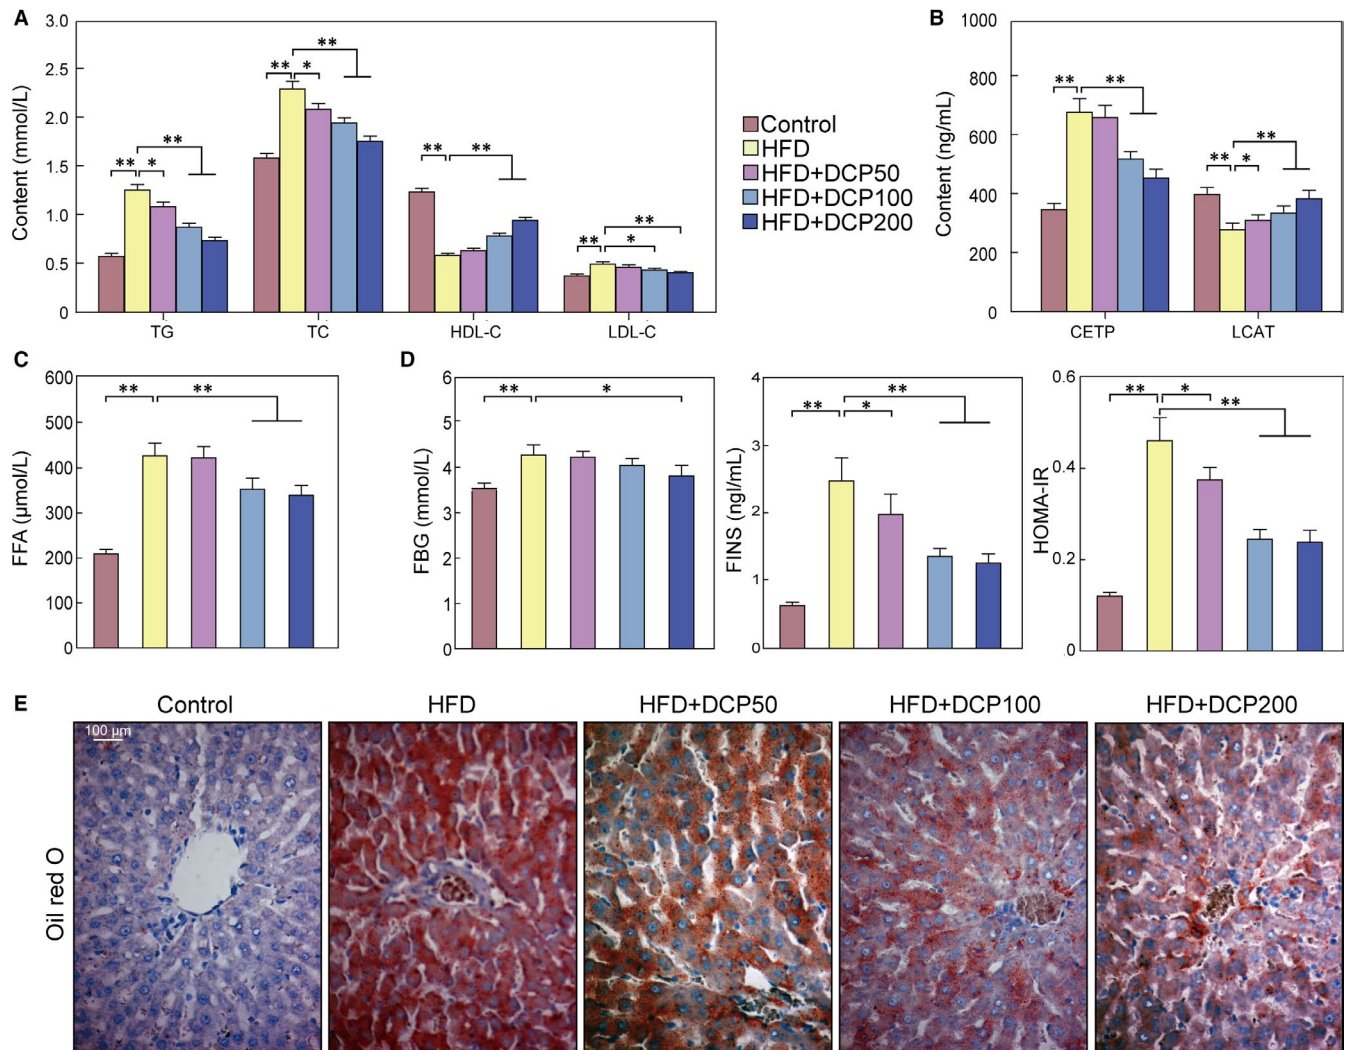 A
Content (mmol/L)
3.0
2.5
2.0
1.5
1.0
0.5
0
** * **
** * **
** **
** * **
TG TC HDL-C LDL-C
Control
HFD
HFD+DCP50
HFD+DCP100
HFD+DCP200
B
Content (ng/mL)
1000
800
600
400
200
0
** **
** * **
CETP LCAT
C
FFA (µmol/L)
600
500
400
300
200
100
0
** **
D
FBG (mmol/L)
6
5
4
3
2
1
0
** *
FINS (ngl/mL)
4
3
2
1
0
** * **
HOMA-IR
0.6
0.4
0.2
0
** * **
E
Control HFD HFD+DCP50 HFD+DCP100 HFD+DCP200
100 µm
Oil red O